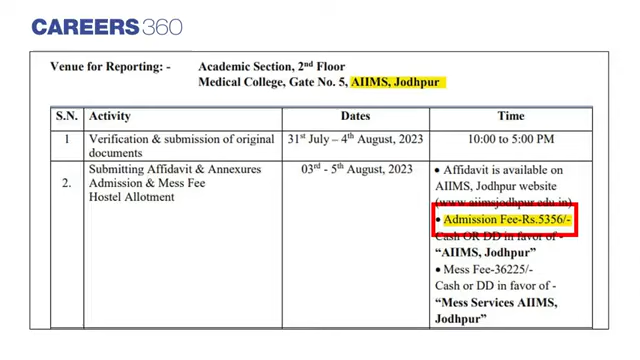 CAREERS360
Venue for Reporting: - Academic Section, 2nd Floor
Medical College, Gate No. 5, AIIMS, Jodhpur
S.N. Activity Dates Time
1 Verification & submission of original documents 31st July – 4th August, 2023 10:00 to 5:00 PM
2. Submitting Affidavit & Annexures
Admission & Mess Fee
Hostel Allotment
03rd - 5th August, 2023
• Affidavit is available on
AIIMS, Jodhpur website
(www.aiimsjodhpur.edu.in)
• Admission Fee-Rs.5356/-
Cash OR DD in favor of -
“AIIMS, Jodhpur”
• Mess Fee-36225/-
Cash or DD in favor of -
“Mess Services AIIMS,
Jodhpur”